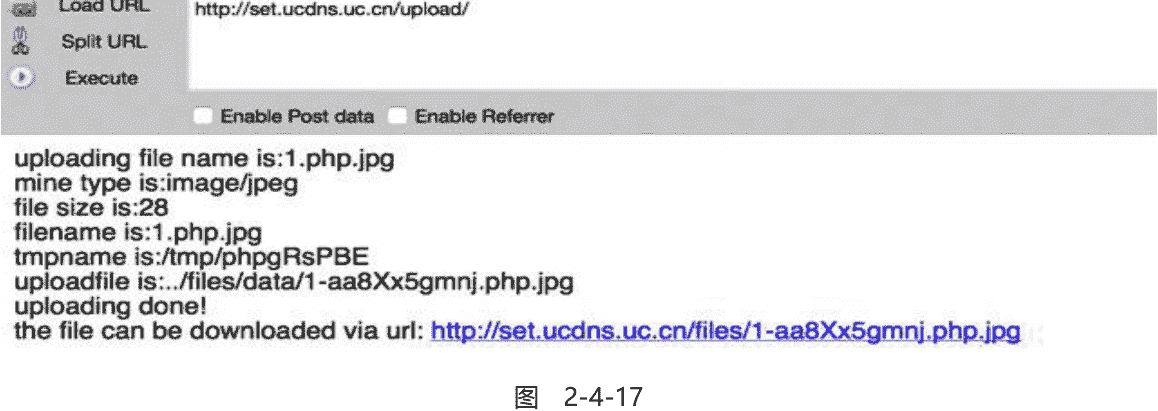 Load URL
http://set.ucdns.uc.cn/upload/
Split URL
Execute
Enable Post data Enable Referrer
uploading file name is:1.php.jpg
mine type is:image/jpeg
file size is:28
filename is:1.php.jpg
tmpname is:/tmp/phpgRsPBE
uploadfile is:../files/data/1-aa8Xx5gmnj.php.jpg
uploading done!
the file can be downloaded via url: http://set.ucdns.uc.cn/files/1-aa8Xx5gmnj.php.jpg
图 2-4-17